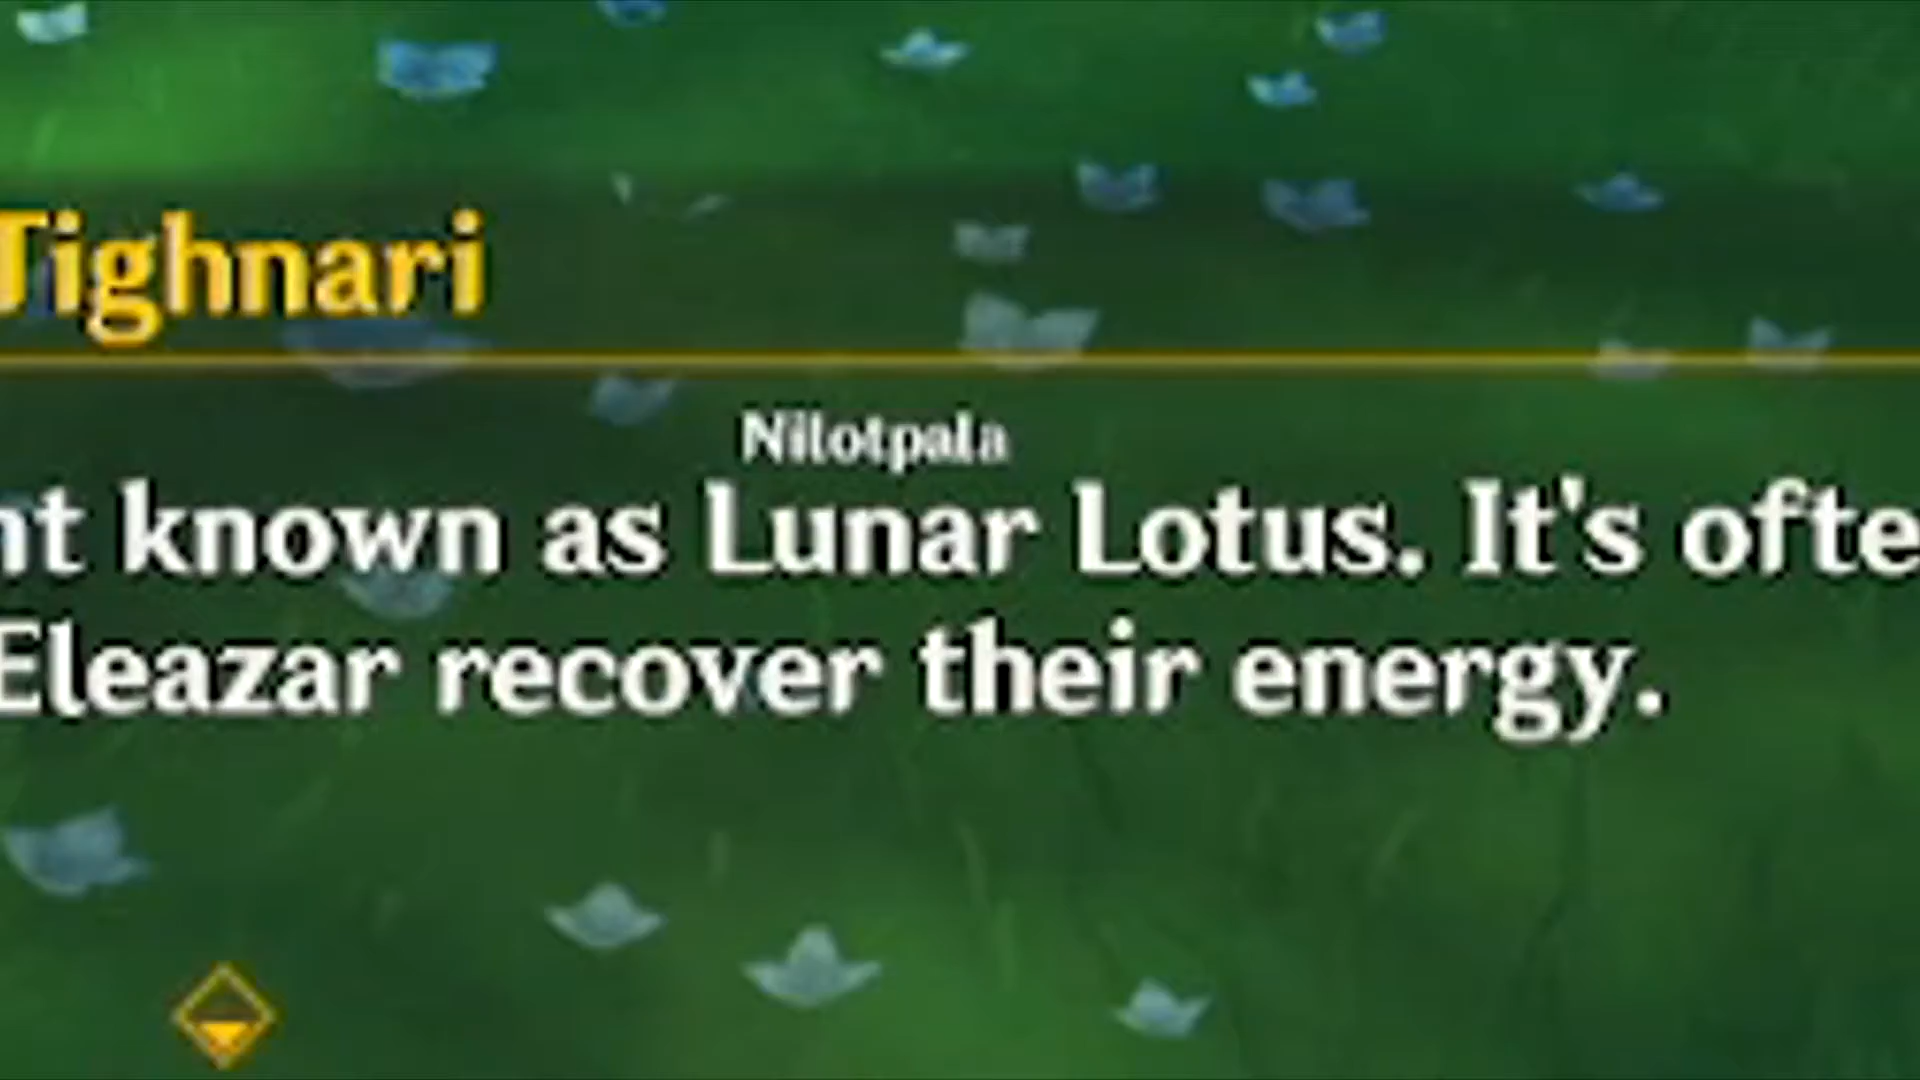 Tighnari
Nilotpala
nt known as Lunar Lotus. It's ofte
Eleazar recover their energy.